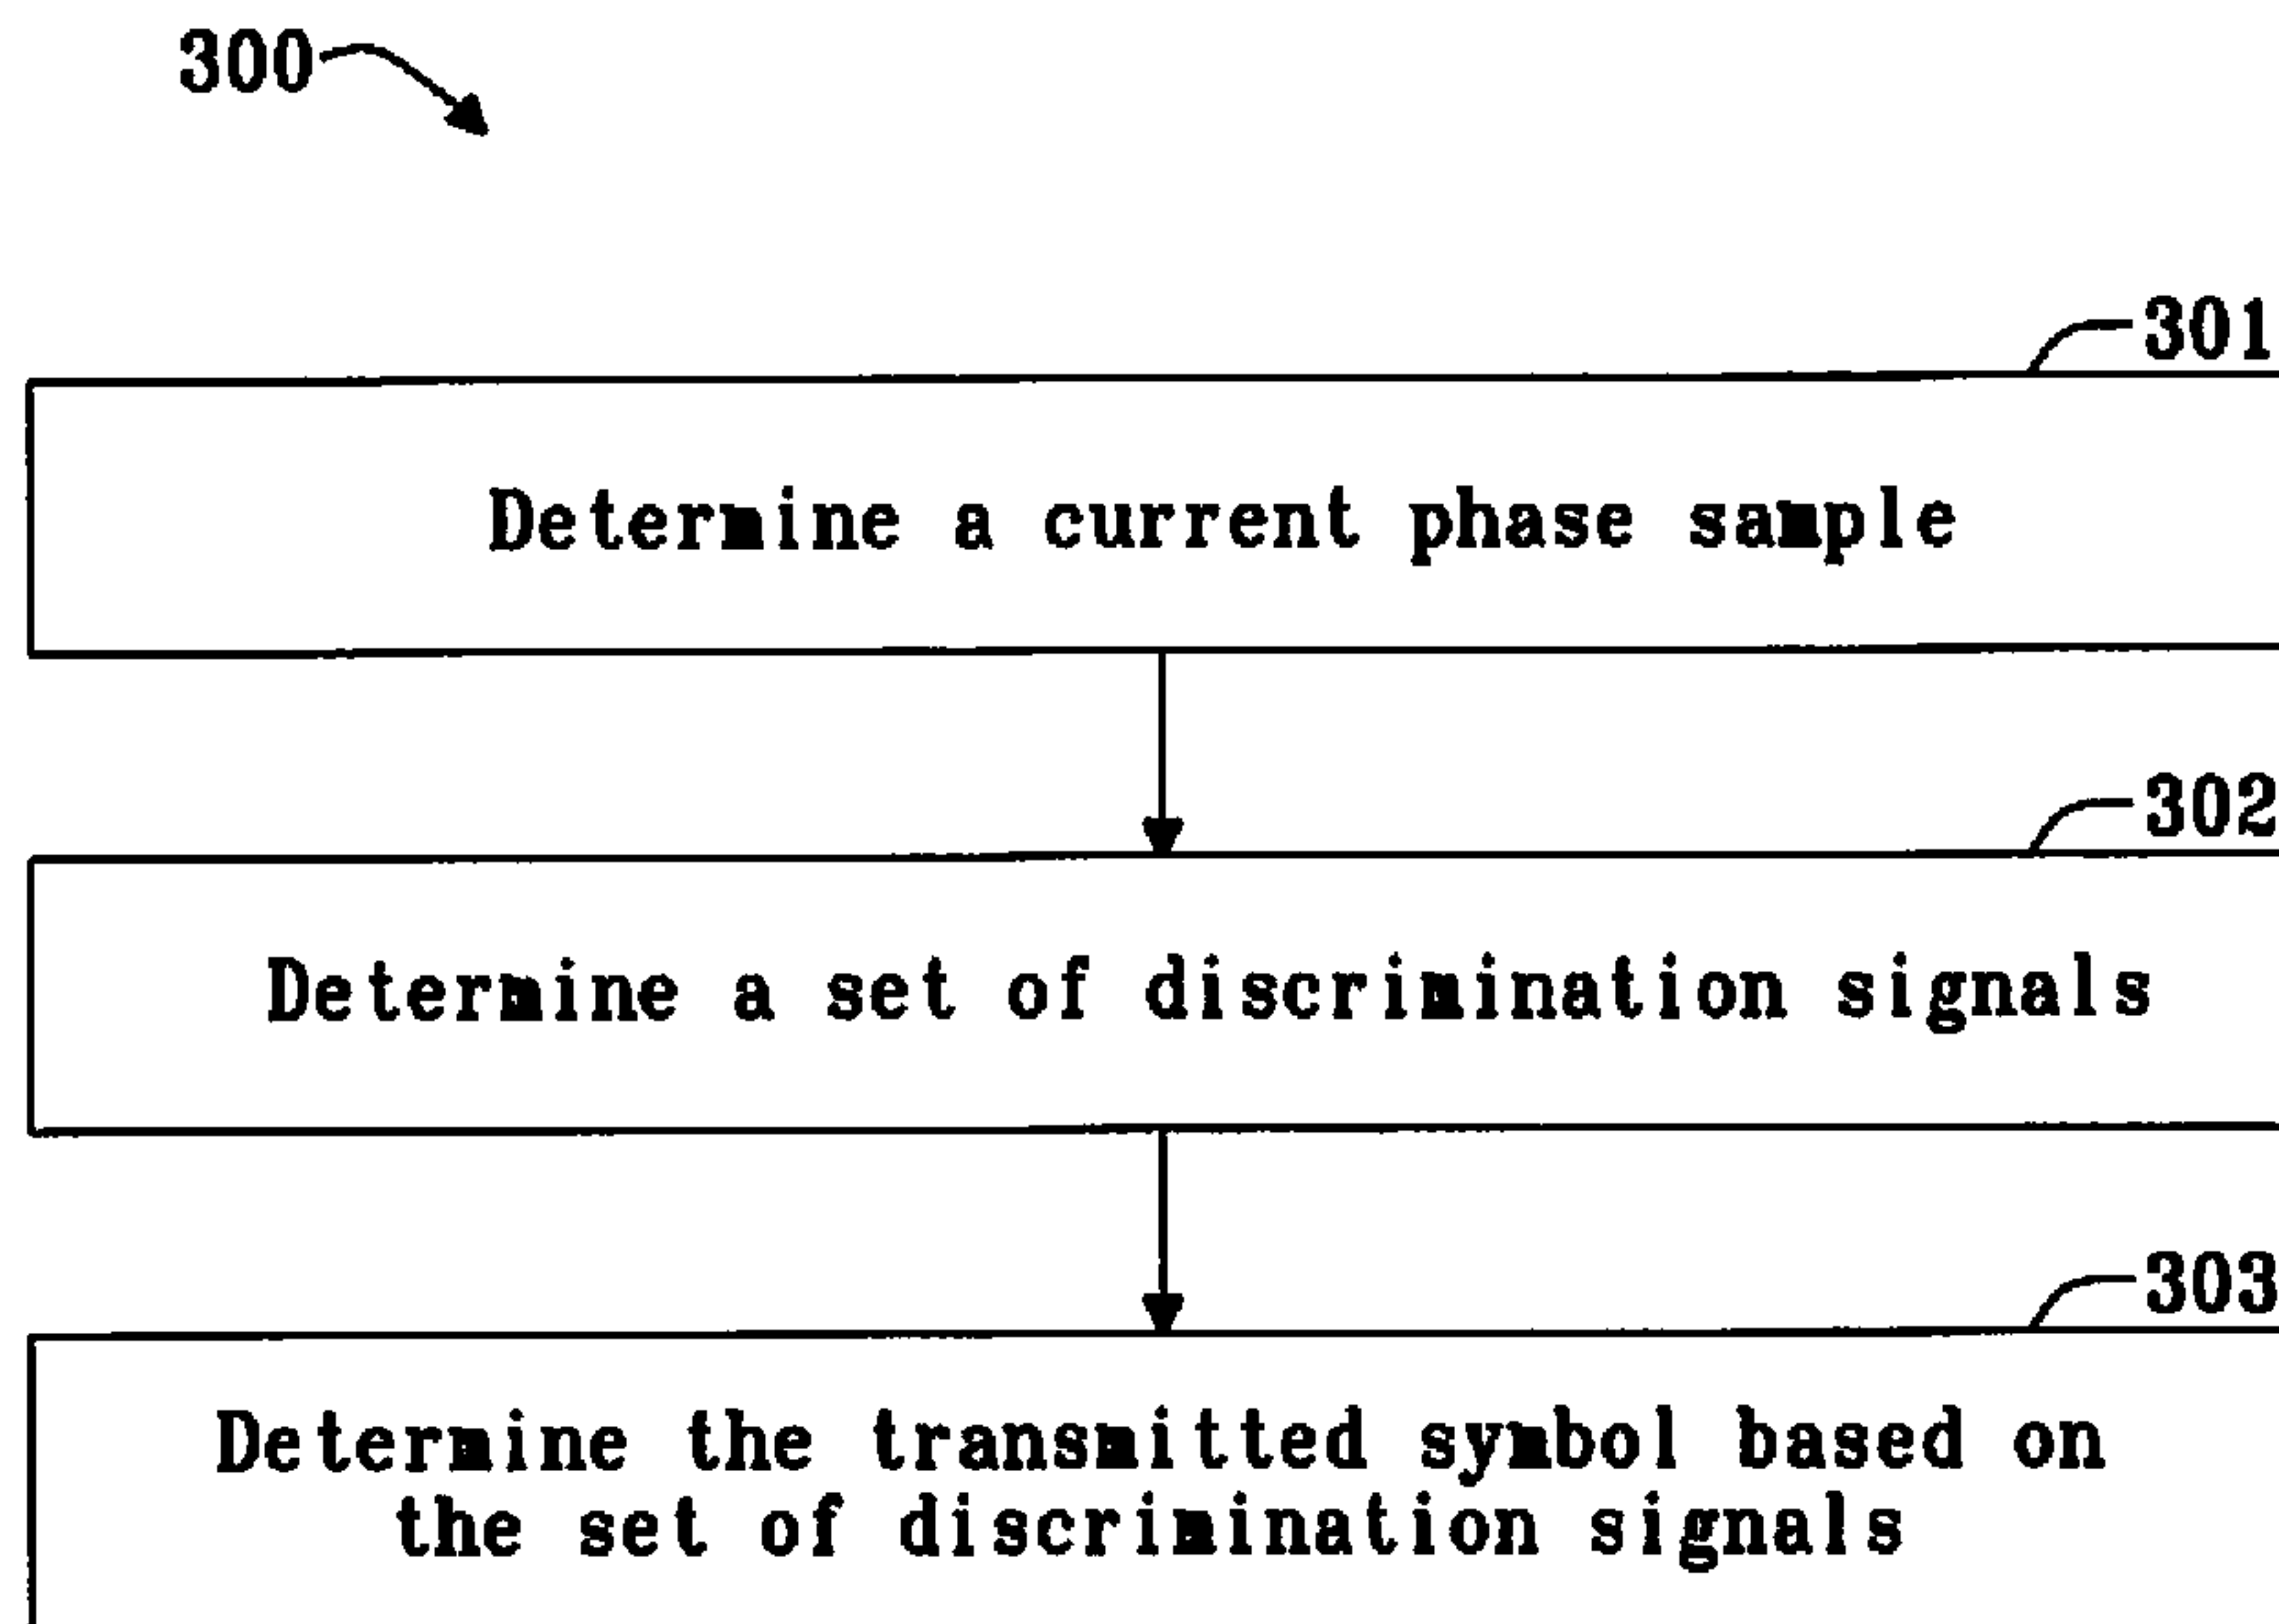 300
301
Determine a current phase sample
302
Determine a set of discrimination signals
303
Determine the transmitted symbol based on
the set of discrimination signals